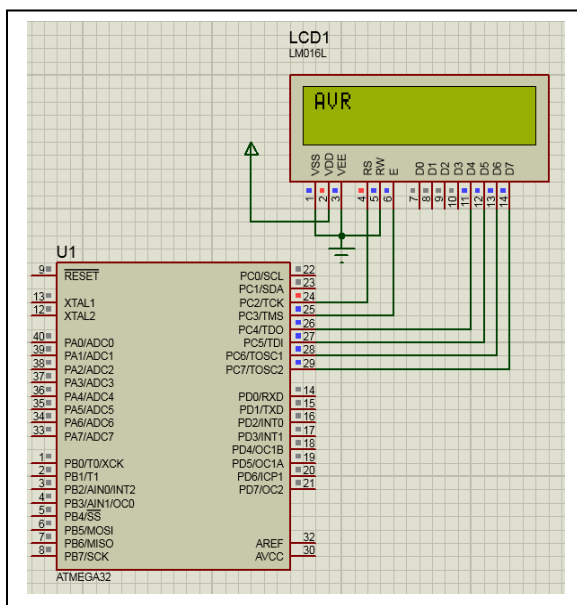 LCD1
LM016L
AVR
VSS VDD VEE RS RW E D0 D1 D2 D3 D4 D5 D6 D7
1 2 3 4 5 6 7 8 9 10 11 12 13 14
U1
9 RESET PC0/SCL 22
PC1/SDA 23
13 XTAL1 PC2/TCK 24
12 XTAL2 PC3/TMS 25
PC4/TDO 26
40 PA0/ADC0 PC5/TDI 27
39 PA1/ADC1 PC6/TOSC1 28
38 PA2/ADC2 PC7/TOSC2 29
37 PA3/ADC3
36 PA4/ADC4 PD0/RXD 14
35 PA5/ADC5 PD1/TXD 15
34 PA6/ADC6 PD2/INT0 16
33 PA7/ADC7 PD3/INT1 17
PD4/OC1B 18
1 PB0/T0/XCK PD5/OC1A 19
2 PB1/T1 PD6/ICP1 20
3 PB2/AIN0/INT2 PD7/OC2 21
4 PB3/AIN1/OC0
5 PB4/SS
6 PB5/MOSI
7 PB6/MISO AREF 32
8 PB7/SCK AVCC 30
ATMEGA32